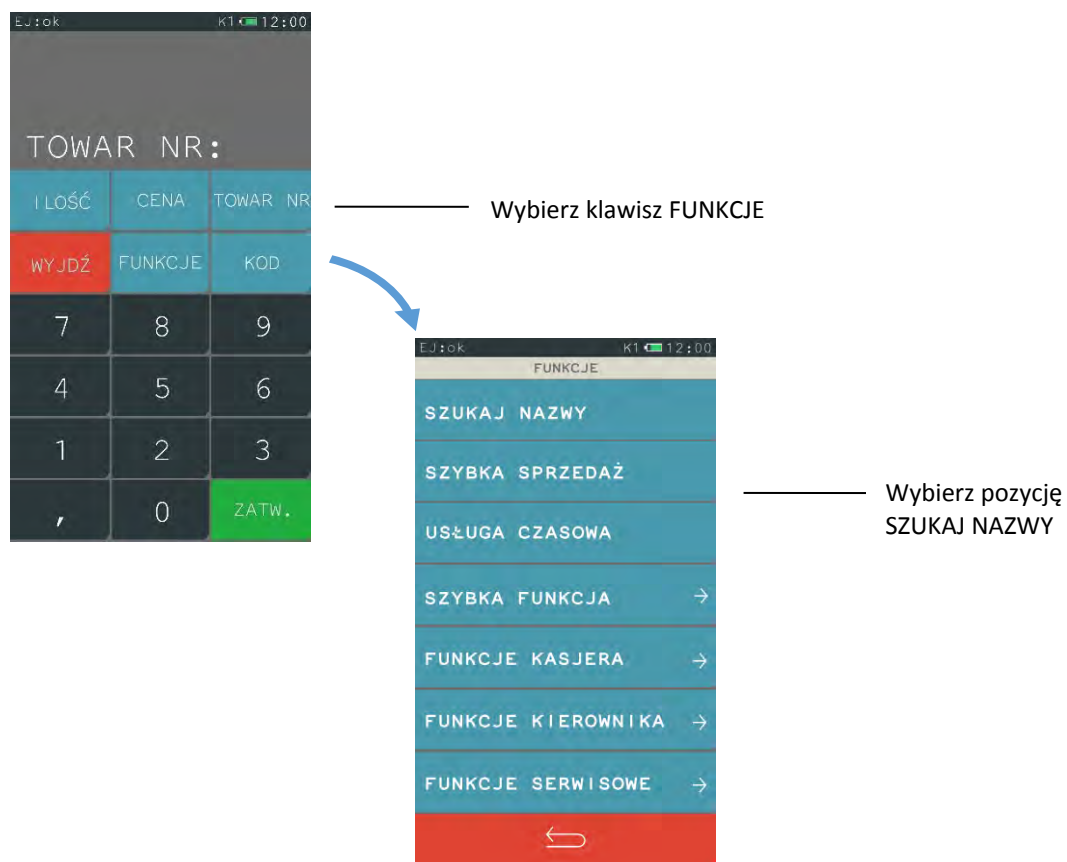 EJ:ok K1 12:00
TOWAR NR:
ILOŚĆ CENA TOWAR NR
WYJDŹ FUNKCJE KOD
7 8 9
4 5 6
1 2 3
, 0 ZATW.
Wybierz klawisz FUNKCJE
EJ:ok K1 12:00
FUNKCJE
SZUKAJ NAZWY
SZYBKA SPRZEDAŻ
USŁUGA CZASOWA
SZYBKA FUNKCJA →
FUNKCJE KASJERA →
FUNKCJE KIEROWNIKA →
FUNKCJE SERWISOWE →
Wybierz pozycję
SZUKAJ NAZWY